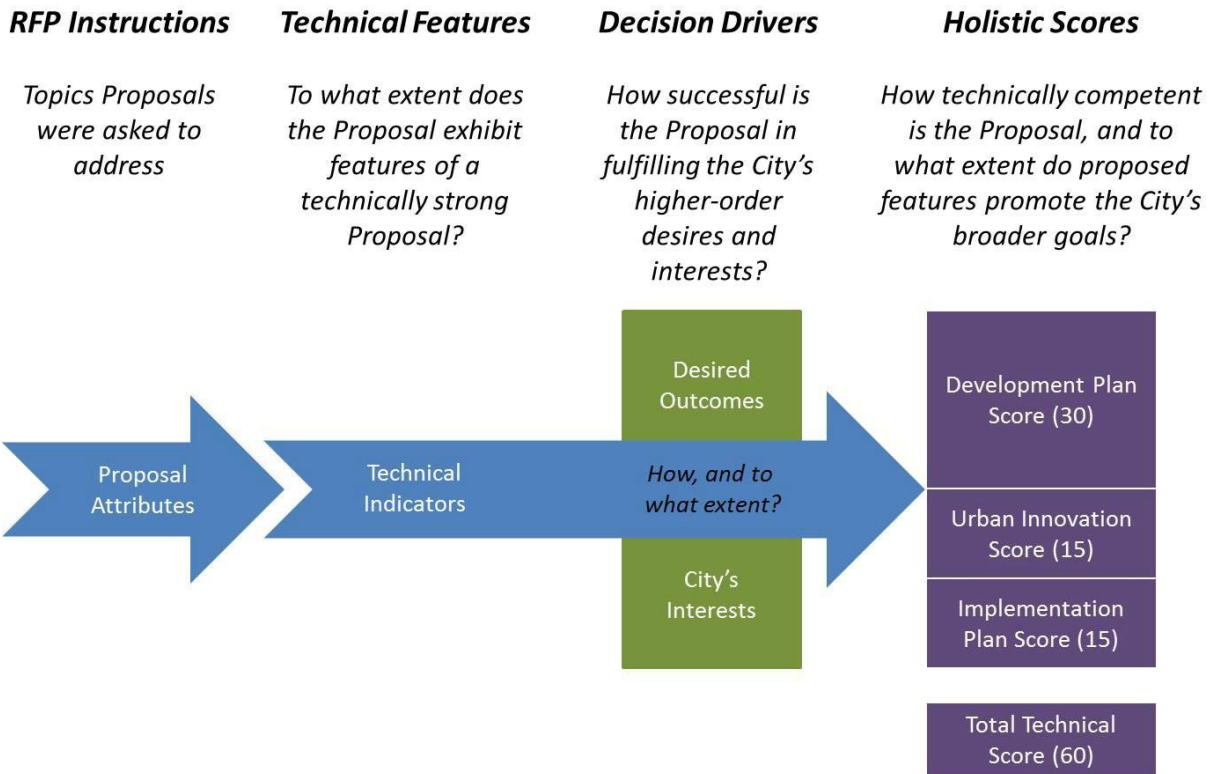 RFP Instructions
Technical Features
Decision Drivers
Holistic Scores
Topics Proposals
were asked to
address
To what extent does
the Proposal exhibit
features of a
technically strong
Proposal?
How successful is
the Proposal in
fulfilling the City’s
higher-order
desires and
interests?
How technically competent
is the Proposal, and to
what extent do proposed
features promote the City’s
broader goals?
Proposal
Attributes
Technical
Indicators
Desired
Outcomes
How, and to
what extent?
City’s
Interests
Development Plan
Score (30)
Urban Innovation
Score (15)
Implementation
Plan Score (15)
Total Technical
Score (60)